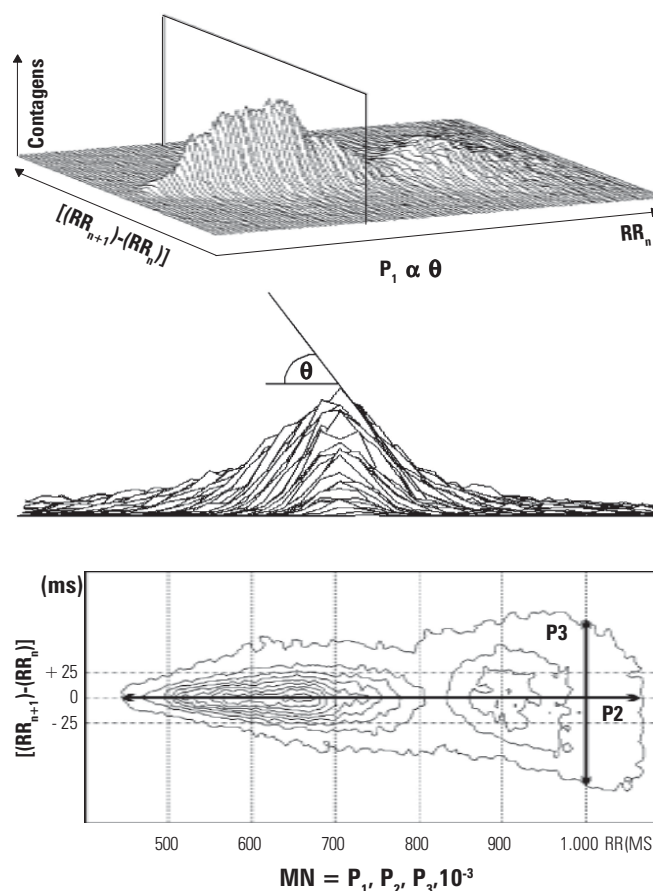 Contagens
[(RRn+1)-(RRn)]
RRn
P1 α θ
θ
(ms)
[(RRn+1)-(RRn)]
+ 25
0
- 25
P3
P2
500 600 700 800 900 1.000 RR(MS
MN = P1, P2, P3,10-3